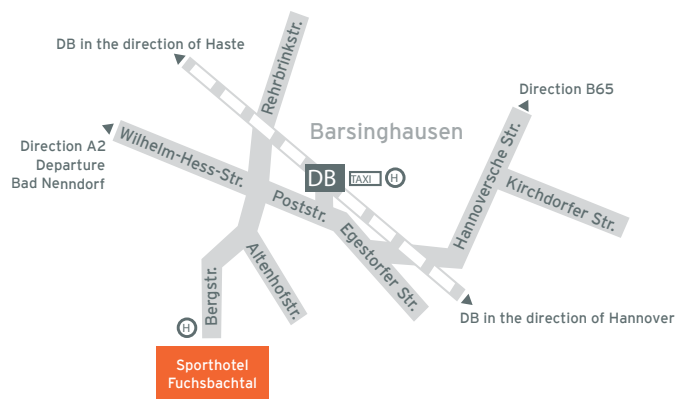 DB in the direction of Haste
Rehrbrinkstr.
Direction B65
Barsinghausen
Direction A2
Departure
Bad Nenndorf
Wilhelm-Hess-Str.
DB
TAXI
H
Hannoversche Str.
Kirchdorfer Str.
Poststr.
Egestorfer Str.
Altenhofstr.
Bergstr.
DB in the direction of Hannover
H
Sporthotel
Fuchsbachtal